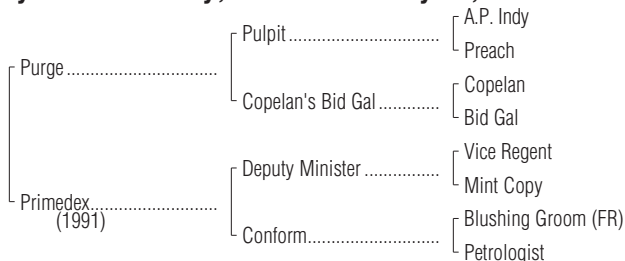 A.P. Indy
Pulpit
Preach
Purge
Copelan
Copelan's Bid Gal
Bid Gal
Vice Regent
Deputy Minister
Mint Copy
Primedex
(1991)
Blushing Groom (FR)
Conform
Petrologist